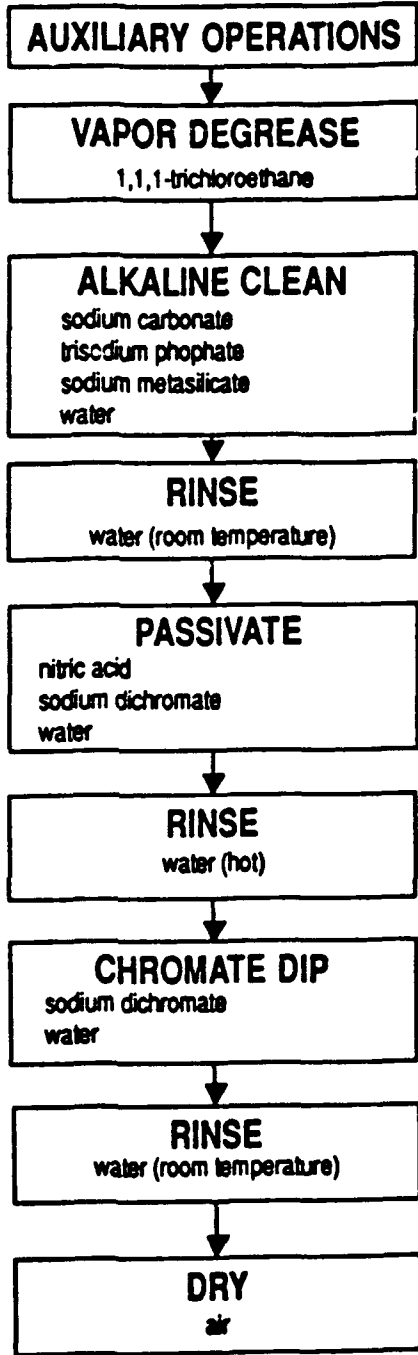 AUXILIARY OPERATIONS
VAPOR DEGREASE
1,1,1-trichloroethane
ALKALINE CLEAN
sodium carbonate
trisodium phophate
sodium metasilicate
water
RINSE
water (room temperature)
PASSIVATE
nitric acid
sodium dichromate
water
RINSE
water (hot)
CHROMATE DIP
sodium dichromate
water
RINSE
water (room temperature)
DRY
air